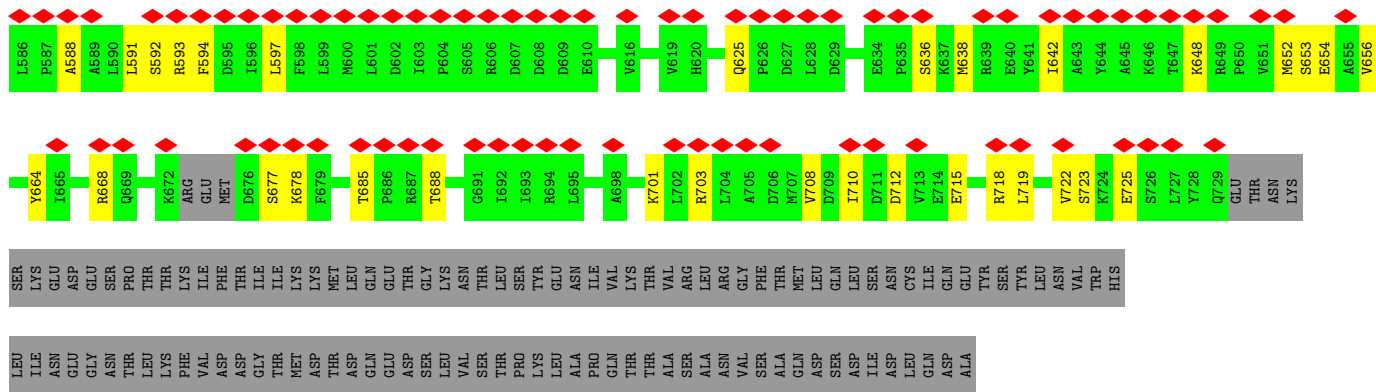 L586 P587 A588 A589 L590 L591 S592 R593 F594 D595 I596 L597 F598 L599 M600 L601 D602 I603 P604 S605 R606 D607 D608 D609 E610 V616 V619 H620 Q625 P626 D627 L628 D629 E634 P635 S636 K637 M638 R639 E640 Y641 I642 A643 Y644 A645 K646 T647 K648 R649 P650 V651 M652 S653 E654 A655 V656
Y664 I665 R668 Q669 K672 ARG GLU MET D676 S677 K678 F679 T685 P686 R687 T688 G691 I692 I693 R694 L695 A698 K701 L702 R703 L704 A705 D706 M707 V708 D709 I710 D711 D712 V713 E714 E715 R718 L719 V722 S723 K724 E725 S726 L727 Y728 Q729 GLU THR ASN LYS
SER LYS GLU ASP GLU SER PRO THR THR LYS ILE PHE THR ILE ILE LYS LYS MET LEU GLN GLU THR GLY LYS ASN THR LEU SER TYR GLU ASN ILE VAL LYS THR VAL ARG LEU ARG GLY PHE THR MET LEU GLN LEU SER ASN CYS ILE GLN GLU TYR SER TYR LEU ASN VAL TRP HIS
LEU ILE ASN GLU GLY ASN THR LEU LYS PHE VAL ASP ASP GLY THR MET ASP THR ASP GLN GLU ASP SER LEU VAL SER THR PRO LYS LEU ALA PRO GLN THR THR ALA SER ALA ASN VAL SER ALA GLN ASP SER ASP ILE ASP LEU GLN ASP ALA